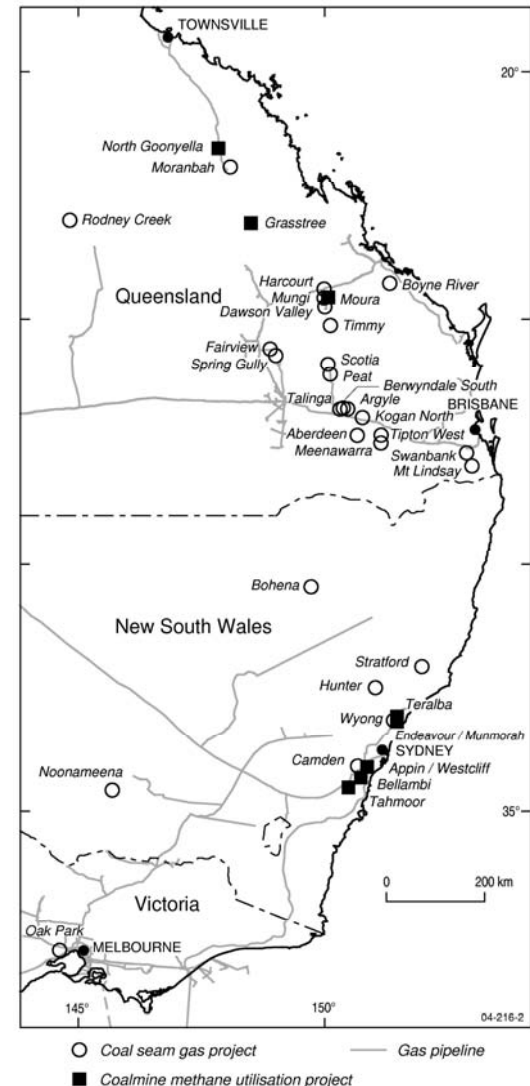 TOWNSVILLE
20°
North Goonyella
Moranbah
Rodney Creek
Grasstree
Harcourt
Boyne River
Queensland
Mungi
Moura
Dawson Valley
Timmy
Fairview
Spring Gully
Scotia
Peat
Berwyndale South
Talinga
Argyle
BRISBANE
Kogan North
Aberdeen
Tipton West
Meenawarra
Swanbank
Mt Lindsay
Bohena
New South Wales
Stratford
Hunter
Teralba
Wyong
Endeavour / Munmorah
SYDNEY
Camden
Appin / Westcliff
Noonameena
Bellambi
Tahmoor
35°
0 200 km
Victoria
Oak Park
MELBOURNE
145° 150° 04-216-2
Coal seam gas project Gas pipeline
Coalmine methane utilisation project